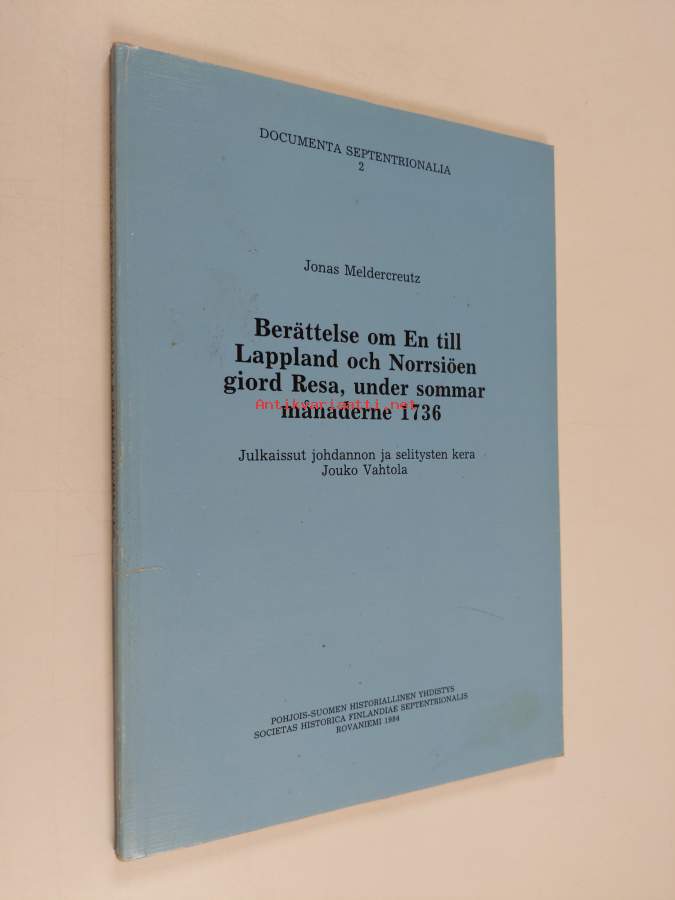 DOCUMENTA SEPTENTRIONALIA
2
Jonas Meldercreutz
Berättelse om En till
Lappland och Norrsiöen
giord Resa, under sommar
månaderne 1736
Antikvariaatti.net
Julkaissut johdannon ja selitysten kera
Jouko Vahtola
POHJOIS-SUOMEN HISTORIALLINEN YHDISTYS
SOCIETAS HISTORICA FINLANDIAE SEPTENTRIONALIS
ROVANIEMI 1984